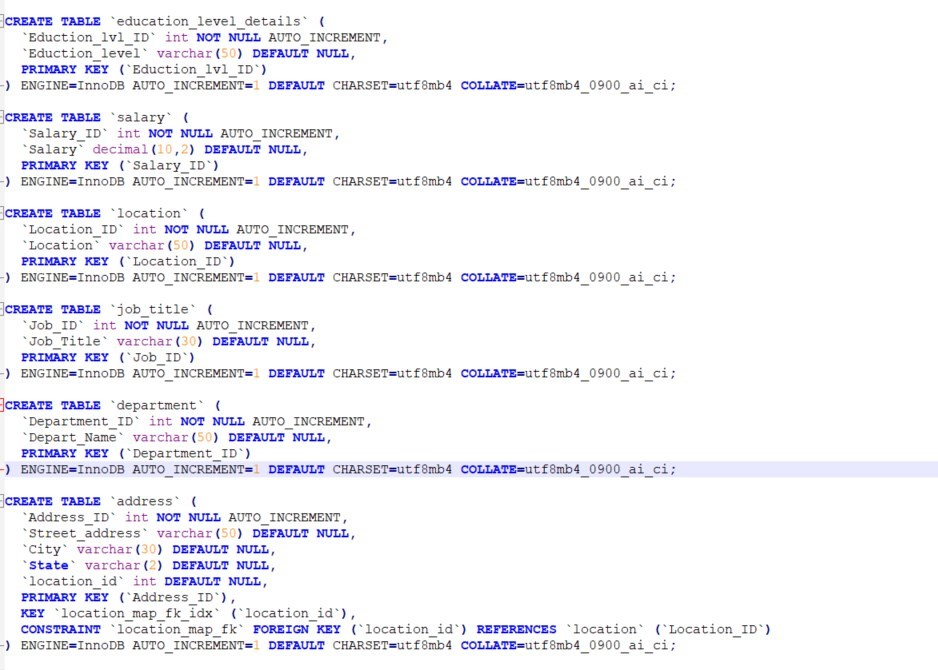 CREATE TABLE `education_level_details` (
`Eduction_lvl_ID` int NOT NULL AUTO_INCREMENT,
`Eduction_level` varchar(50) DEFAULT NULL,
PRIMARY KEY (`Eduction_lvl_ID`)
) ENGINE=InnoDB AUTO_INCREMENT=1 DEFAULT CHARSET=utf8mb4 COLLATE=utf8mb4_0900_ai_ci;
CREATE TABLE `salary` (
`Salary_ID` int NOT NULL AUTO_INCREMENT,
`Salary` decimal(10,2) DEFAULT NULL,
PRIMARY KEY (`Salary_ID`)
) ENGINE=InnoDB AUTO_INCREMENT=1 DEFAULT CHARSET=utf8mb4 COLLATE=utf8mb4_0900_ai_ci;
CREATE TABLE `location` (
`Location_ID` int NOT NULL AUTO_INCREMENT,
`Location` varchar(50) DEFAULT NULL,
PRIMARY KEY (`Location_ID`)
) ENGINE=InnoDB AUTO_INCREMENT=1 DEFAULT CHARSET=utf8mb4 COLLATE=utf8mb4_0900_ai_ci;
CREATE TABLE `job_title` (
`Job_ID` int NOT NULL AUTO_INCREMENT,
`Job_Title` varchar(30) DEFAULT NULL,
PRIMARY KEY (`Job_ID`)
) ENGINE=InnoDB AUTO_INCREMENT=1 DEFAULT CHARSET=utf8mb4 COLLATE=utf8mb4_0900_ai_ci;
CREATE TABLE `department` (
`Department_ID` int NOT NULL AUTO_INCREMENT,
`Depart_Name` varchar(50) DEFAULT NULL,
PRIMARY KEY (`Department_ID`)
) ENGINE=InnoDB AUTO_INCREMENT=1 DEFAULT CHARSET=utf8mb4 COLLATE=utf8mb4_0900_ai_ci;
CREATE TABLE `address` (
`Address_ID` int NOT NULL AUTO_INCREMENT,
`Street_address` varchar(50) DEFAULT NULL,
`City` varchar(30) DEFAULT NULL,
`State` varchar(2) DEFAULT NULL,
`location_id` int DEFAULT NULL,
PRIMARY KEY (`Address_ID`),
KEY `location_map_fk_idx` (`location_id`),
CONSTRAINT `location_map_fk` FOREIGN KEY (`location_id`) REFERENCES `location` (`Location_ID`)
) ENGINE=InnoDB AUTO_INCREMENT=1 DEFAULT CHARSET=utf8mb4 COLLATE=utf8mb4_0900_ai_ci;